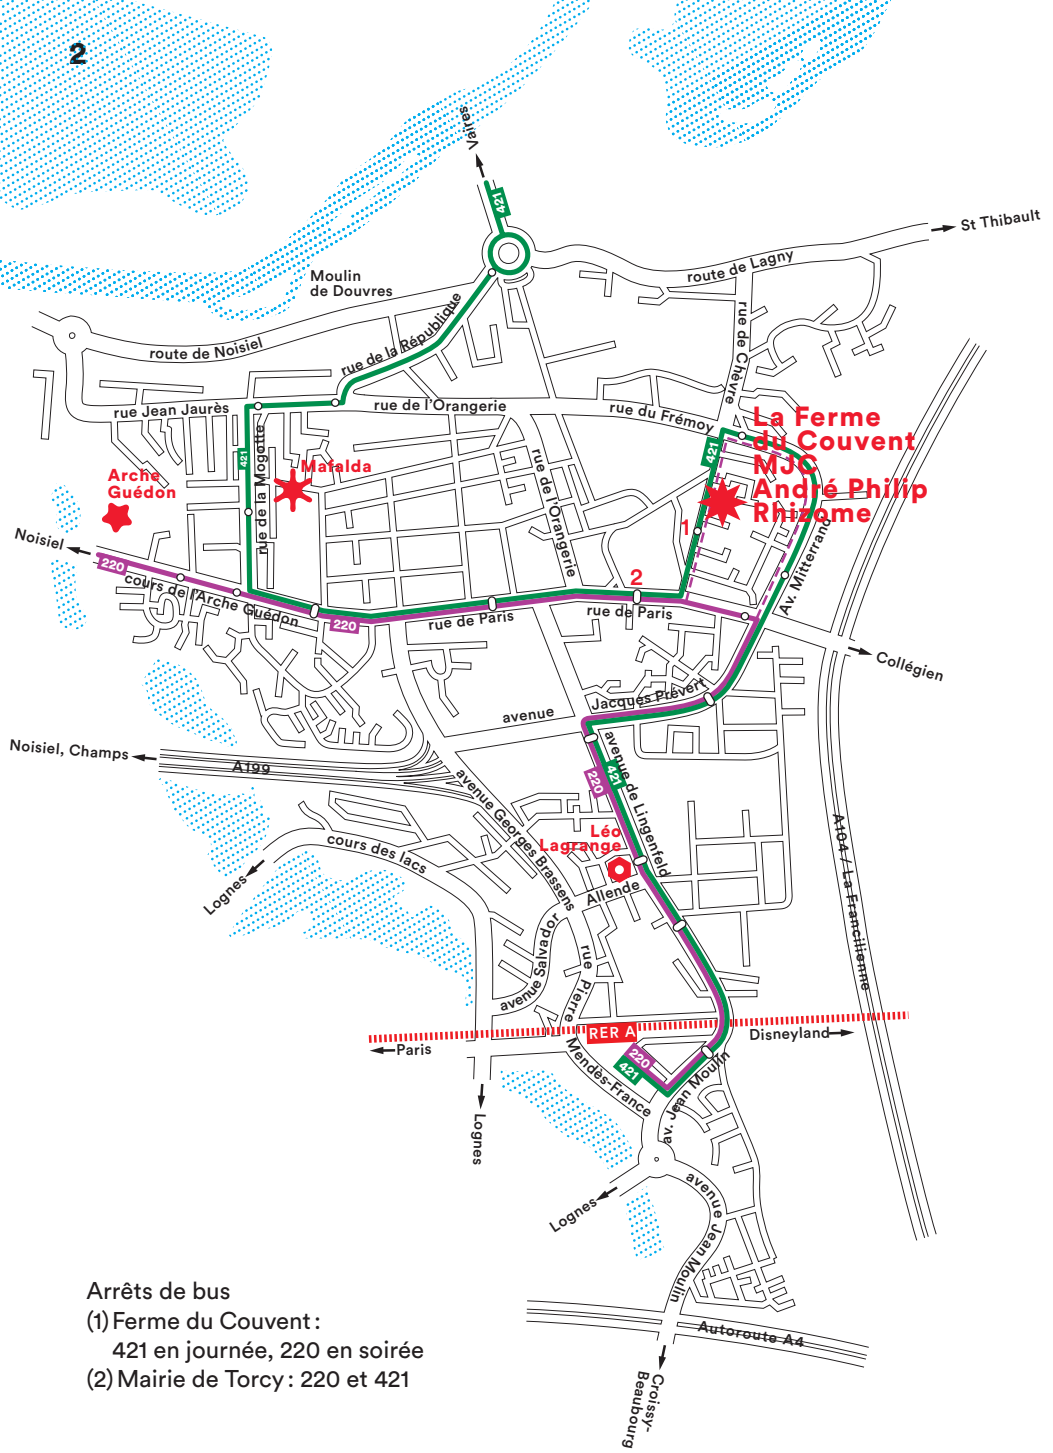 2
Vaires
421
St Thibault
route de Lagny
Moulin
de Douvres
rue de la République
route de Noisiel
rue de Chèvre
rue Jean Jaurès
rue de l'Orangerie
rue du Frémoy
La Ferme
du Couvent
MJC
André Philip
Rhizome
421
421
rue de la Mogotte
Mafalda
Arche
Guédon
rue de l'Orangerie
1
2
Noisiel
220
cours de l'Arche Guédon
220
rue de Paris
rue de Paris
Av. Mitterrand
Collégien
avenue
Jacques Prévert
Noisiel, Champs
A199
220
421
avenue de Lingenfeld
avenue Georges Brassens
A104 / La Francilienne
Léo
Lagrange
Allende
cours des lacs
Lognes
avenue Salvador
rue Pierre
Mendès-France
RER A
Paris
Disneyland
220
421
av. Jean Moulin
Lognes
Lognes
avenue Jean Moulin
Autoroute A4
Croissy-
Beaubourg
Arrêts de bus
(1) Ferme du Couvent :
421 en journée, 220 en soirée
(2) Mairie de Torcy : 220 et 421